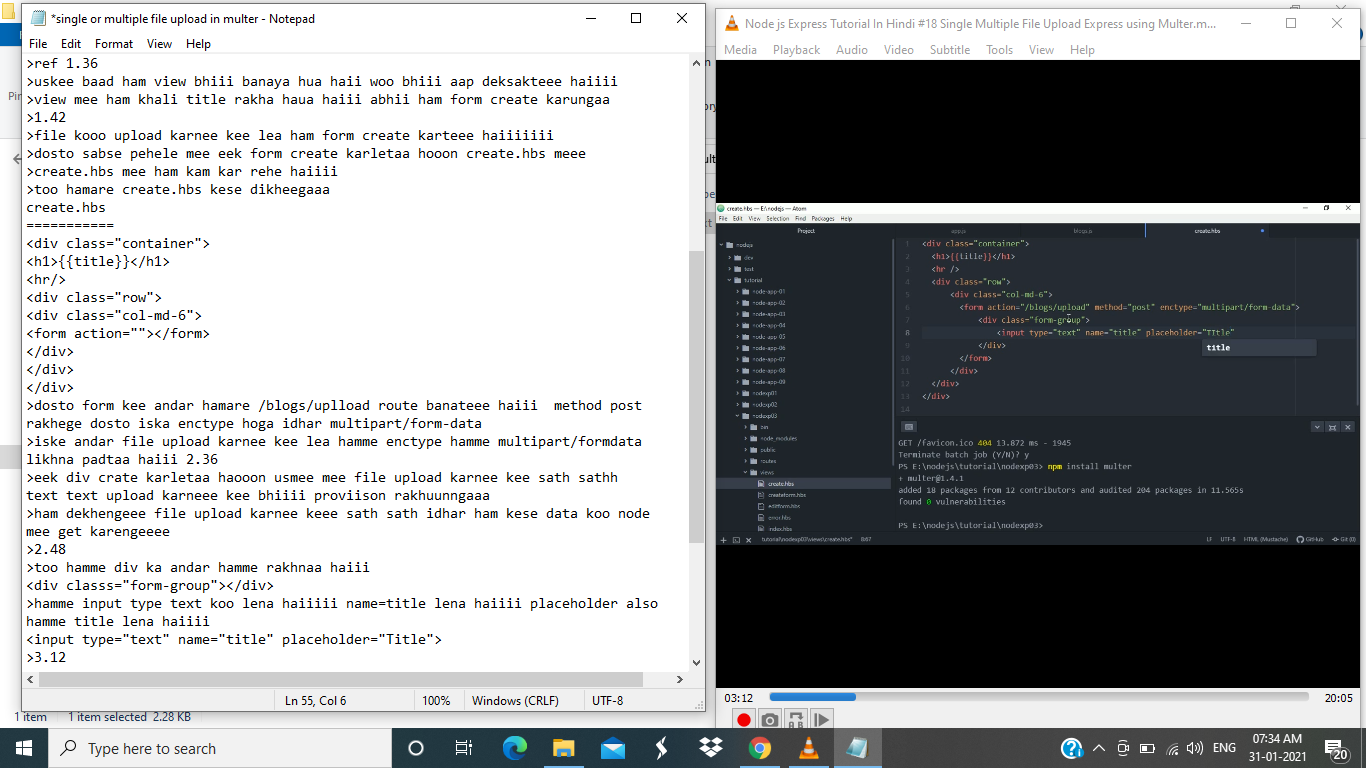 *single or multiple file upload in multer - Notepad
File Edit Format View Help
>ref 1.36
>uskee baad ham view bhiii banaya hua haii woo bhiii aap deksakteee haiiii
>view mee ham khali title rakha haua haiii abhii ham form create karungaa
>1.42
>file kooo upload karnee kee lea ham form create karteee haiiiiiii
>dosto sabse pehele mee eek form create karletaa hooon create.hbs meee
>create.hbs mee ham kam kar rehe haiiii
>too hamare create.hbs kese dikheegaaa
create.hbs
===========
<div class="container">
<h1>{{title}}</h1>
<hr/>
<div class="row">
<div class="col-md-6">
<form action=""></form>
</div>
</div>
</div>
>dosto form kee andar hamare /blogs/uplload route banateee haiii  method post
rakhege dosto iska enctype hoga idhar multipart/form-data
>iske andar file upload karnee kee lea hamme enctype hamme multipart/formdata
likhna padtaa haiii 2.36
>eek div crate karletaa haooon usmee mee file upload karnee kee sath sathh
text text upload karneee kee bhiiii proviison rakhuunngaaa
>ham dekhengeee file uplod karnee keee sath sath idhar ham kese data koo node
mee get karengeeee
>2.48
>too hamme div ka andar hamme rakhnaa haiii
<div classs="form-group"></div>
>hamme input type text koo lena haiiiii name=title lena haiiii placeholder also
hamme title lena haiiii
<input type="text" name="title" placeholder="Title">
>3.12
Ln 55, Col 6 100% Windows (CRLF) UTF-8
1 item 1 item selected 2.28 KB
Node js Express Tutorial In Hindi #18 Single Multiple File Upload Express using Multer.m...
Media Playback Audio Video Subtitle Tools View Help
create.hbs — E:\nodejs — Atom
File Edit View Selection Find Packages Help
Project
app.js blogs.js create.hbs
nodejs
dev
test
tutorial
node-app-01
node-app-02
node-app-03
node-app-04
node-app-05
node-app-06
node-app-07
node-app-08
node-app-09
nodexp01
nodexp02
nodexp03
bin
node_modules
public
routes
views
create.hbs
createform.hbs
editform.hbs
error.hbs
index.hbs
1 <div class="container">
2 <h1>{{title}}</h1>
3 <hr />
4 <div class="row">
5 <div class="col-md-6">
6 <form action="/blogs/upload" method="post" enctype="multipart/form-data">
7 <div class="form-group">
8 <input type="text" name="title" placeholder="TItle"
title
9 </div>
10 </form>
11 </div>
12 </div>
13 </div>
14
GET /favicon.ico 404 13.872 ms - 1945
Terminate batch job (Y/N)? y
PS E:\nodejs\tutorial\nodexp03> npm install multer
+ multer@1.4.1
added 18 packages from 12 contributors and audited 204 packages in 11.565s
found 0 vulnerabilities
PS E:\nodejs\tutorial\nodexp03>
tutorial\nodexp03\views\create.hbs* 8:67 LF UTF-8 HTML (Mustache) GitHub Git (0)
03:12 20:05
Type here to search
ENG
07:34 AM
31-01-2021
20